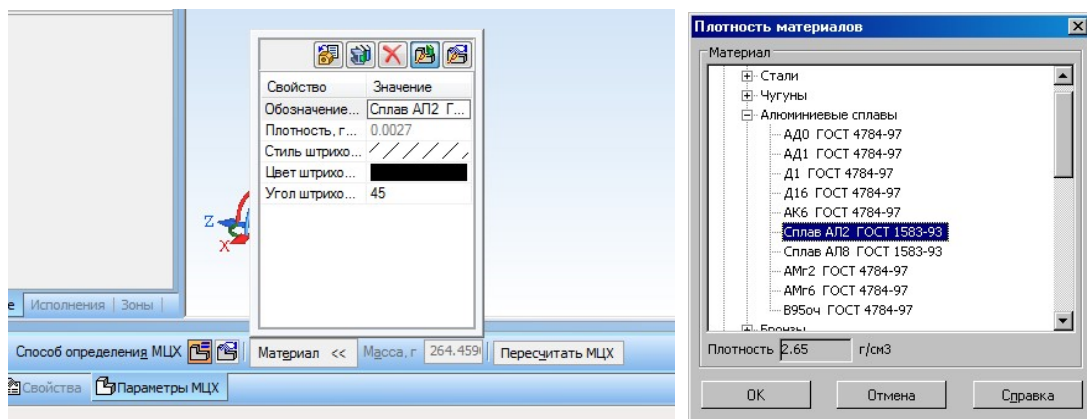 Свойство Значение
Обозначение... Сплав АЛ2 Г...
Плотность, г... 0.0027
Стиль штрихо...
Цвет штрихо...
Угол штрихо... 45
Z
X
е Исполнения Зоны
Способ определения МЦХ Материал << Масса, г 264.459 Пересчитать МЦХ
Свойства Параметры МЦХ
Плотность материалов
Материал
Стали
Чугуны
Алюминиевые сплавы
АД0 ГОСТ 4784-97
АД1 ГОСТ 4784-97
Д1 ГОСТ 4784-97
Д16 ГОСТ 4784-97
АК6 ГОСТ 4784-97
Сплав АЛ2 ГОСТ 1583-93
Сплав АЛ8 ГОСТ 1583-93
АМг2 ГОСТ 4784-97
АМг6 ГОСТ 4784-97
В95оч ГОСТ 4784-97
Бронзы
Плотность 2.65 г/см3
ОК Отмена Справка